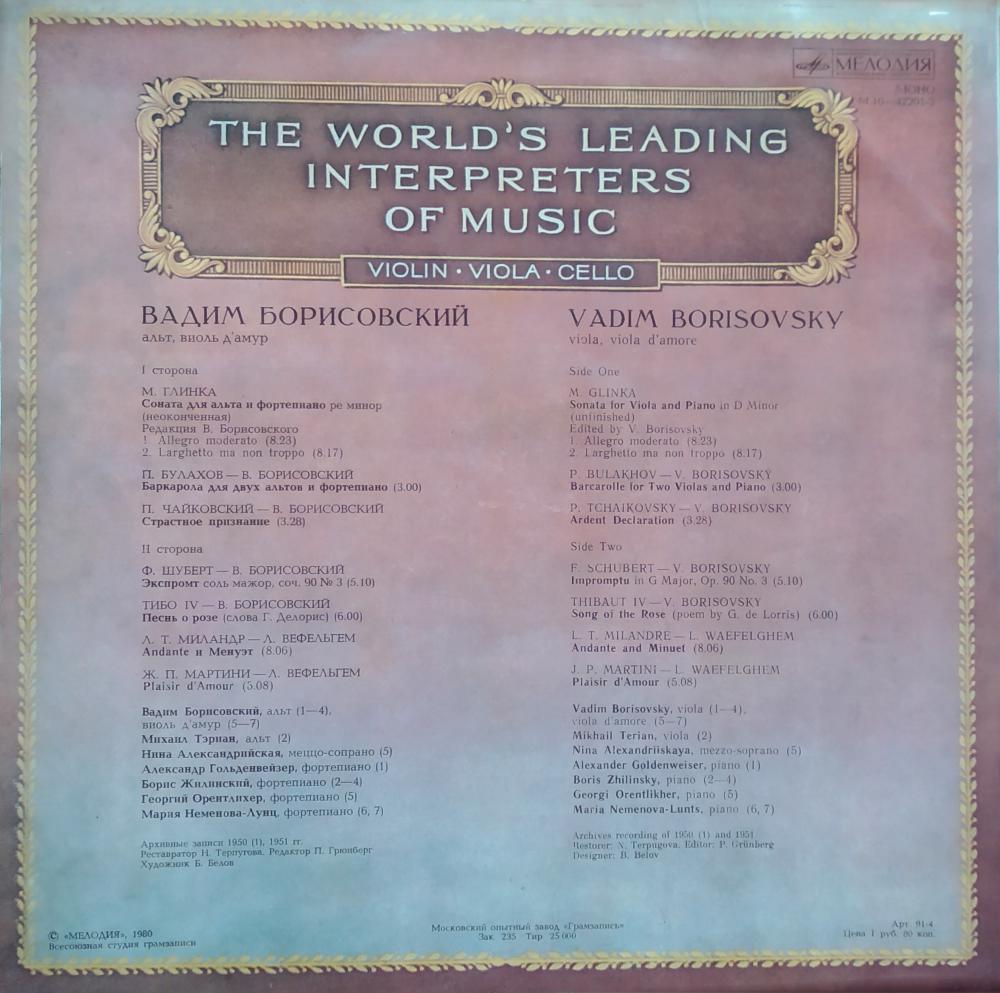 МЕЛОДИЯ
МОНО
THE WORLD'S LEADING
INTERPRETERS
OF MUSIC
VIOLIN · VIOLA · CELLO
ВАДИМ БОРИСОВСКИЙ
альт, виоль д'амур
I сторона
М. ГЛИНКА
Соната для альта и фортепиано ре минор
(неоконченная)
Редакция В. Борисовского
1. Allegro moderato (8.23)
2. Larghetto ma non troppo (8.17)
П. БУЛАХОВ — В. БОРИСОВСКИЙ
Баркарола для двух альтов и фортепиано (3.00)
П. ЧАЙКОВСКИЙ — В. БОРИСОВСКИЙ
Страстное признание (3.28)
II сторона
Ф. ШУБЕРТ — В. БОРИСОВСКИЙ
Экспромт соль мажор, соч. 90 № 3 (5.10)
ТИБО IV — В. БОРИСОВСКИЙ
Песнь о розе (слова Г. Делорис) (6.00)
Л. Т. МИЛАНДР — Л. ВЕФЕЛЬГЕМ
Andante и Менуэт (8.06)
Ж. П. МАРТИНИ — Л. ВЕФЕЛЬГЕМ
Plaisir d'Amour (5.08)
Вадим Борисовский, альт (1—4),
виоль д'амур (5—7)
Михаил Тэриан, альт (2)
Нина Александрийская, меццо-сопрано (5)
Александр Гольденвейзер, фортепиано (1)
Борис Жилинский, фортепиано (2—4)
Георгий Орентлихер, фортепиано (5)
Мария Неменова-Лунц, фортепиано (6, 7)
Архивные записи 1950 (1), 1951 гг.
Реставратор Н. Терпугова. Редактор П. Грюнберг
Художник Б. Белов
VADIM BORISOVSKY
viola, viola d'amore
Side One
M. GLINKA
Sonata for Viola and Piano in D Minor
(unfinished)
Edited by V. Borisovsky
1. Allegro moderato (8.23)
2. Larghetto ma non troppo (8.17)
P. BULAKHOV — V. BORISOVSKY
Barcarolle for Two Violas and Piano (3.00)
P. TCHAIKOVSKY — V. BORISOVSKY
Ardent Declaration (3.28)
Side Two
F. SCHUBERT — V. BORISOVSKY
Impromptu in G Major, Op. 90 No. 3 (5.10)
THIBAUT IV — V. BORISOVSKY
Song of the Rose (poem by G. de Lorris) (6.00)
L. T. MILANDRE — L. WAEFELGHEM
Andante and Minuet (8.06)
J. P. MARTINI — L. WAEFELGHEM
Plaisir d'Amour (5.08)
Vadim Borisovsky, viola (1—4),
viola d'amore (5—7)
Mikhail Terian, viola (2)
Nina Alexandriiskaya, mezzo-soprano (5)
Alexander Goldenweiser, piano (1)
Boris Zhilinsky, piano (2—4)
Georgi Orentlikher, piano (5)
Maria Nemenova-Lunts, piano (6, 7)
Archives recording of 1950 (1) and 1951
Restorer: N. Terpugova. Editor: P. Grünberg
Designer: B. Belov
© «МЕЛОДИЯ», 1980
Всесоюзная студия грамзаписи
Московский опытный завод «Грамзапись»
Зак. 235 Тир 25 000
Арт. 91-4
Цена 1 руб. 80 коп.